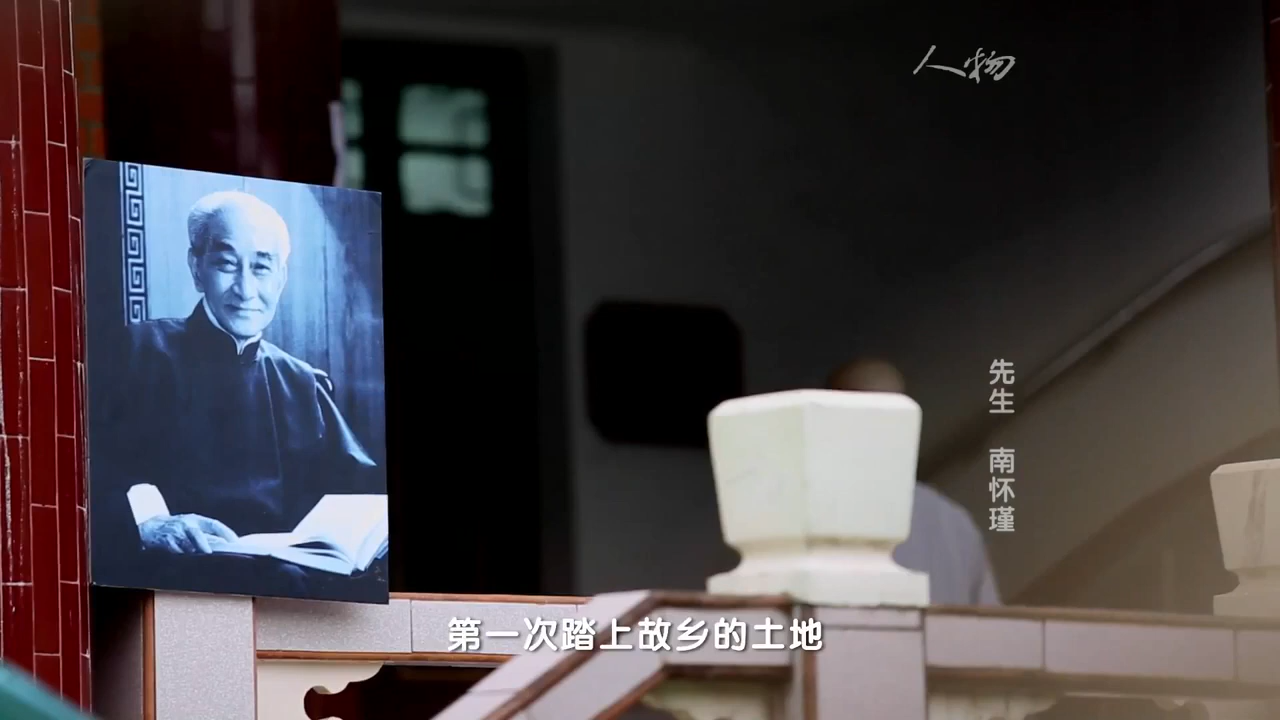 人物
先生 南怀瑾
第一次踏上故乡的土地